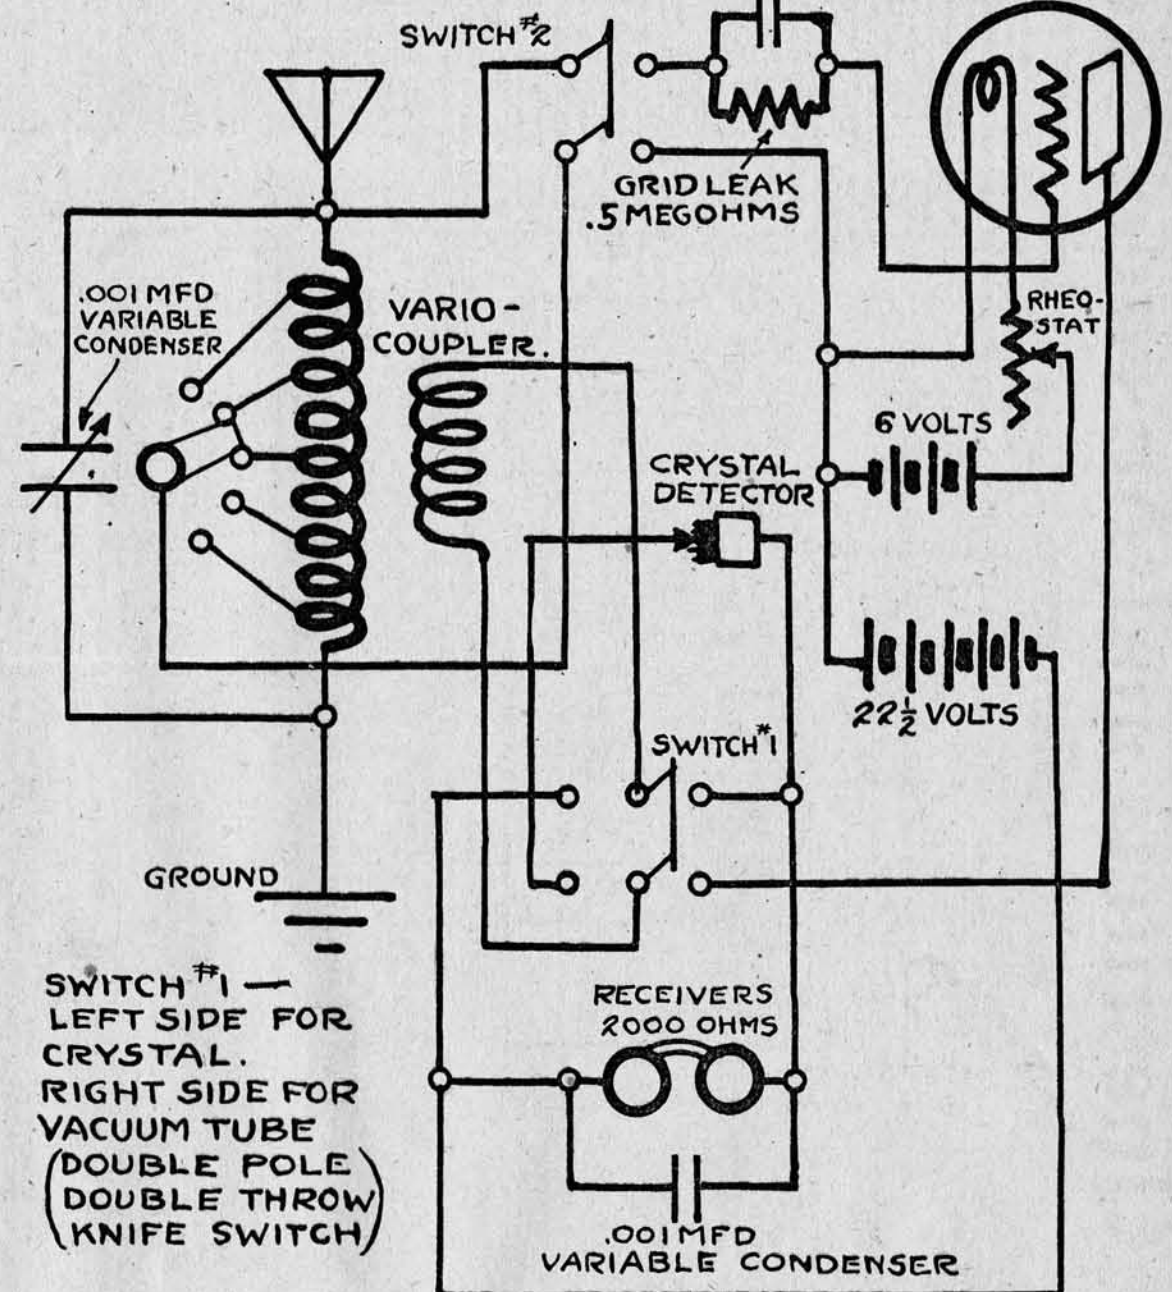 SWITCH #2
GRID LEAK
.5 MEGOHMS
.001 MFD
VARIABLE
CONDENSER
VARIO-
COUPLER.
RHEO-
STAT
6 VOLTS
CRYSTAL
DETECTOR
22½ VOLTS
SWITCH #1
GROUND
SWITCH #1 —
LEFT SIDE FOR
CRYSTAL.
RIGHT SIDE FOR
VACUUM TUBE
(DOUBLE POLE
DOUBLE THROW
KNIFE SWITCH)
RECEIVERS
2000 OHMS
.001 MFD
VARIABLE CONDENSER